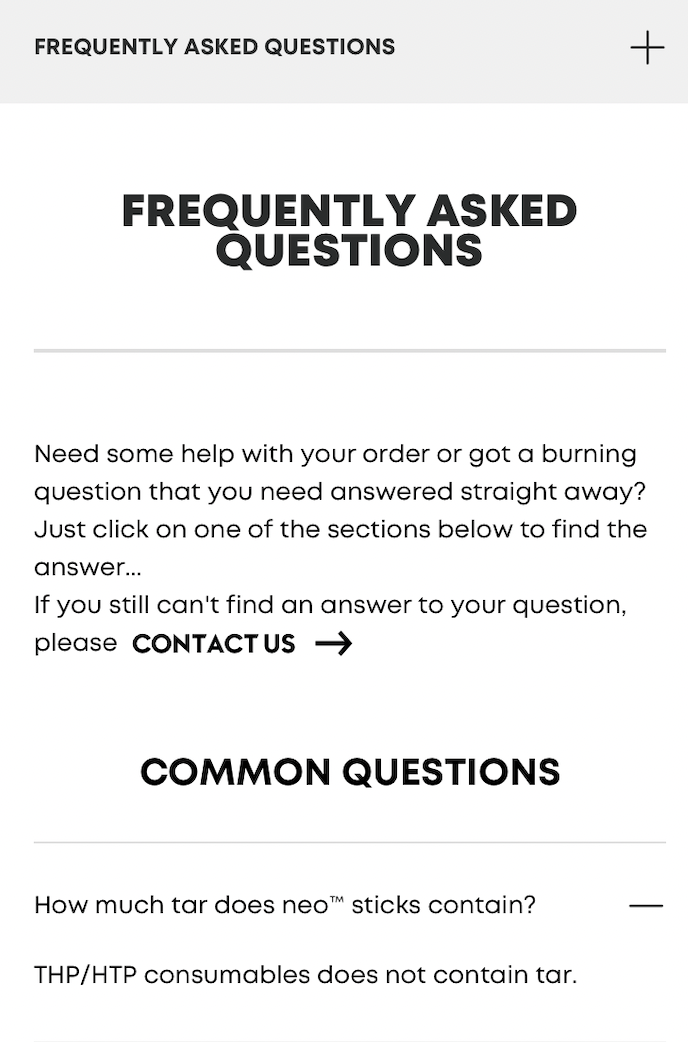 FREQUENTLY ASKED QUESTIONS
FREQUENTLY ASKED
QUESTIONS
Need some help with your order or got a burning
question that you need answered straight away?
Just click on one of the sections below to find the
answer...
If you still can't find an answer to your question,
please CONTACT US →
COMMON QUESTIONS
How much tar does neo™ sticks contain?
THP/HTP consumables does not contain tar.